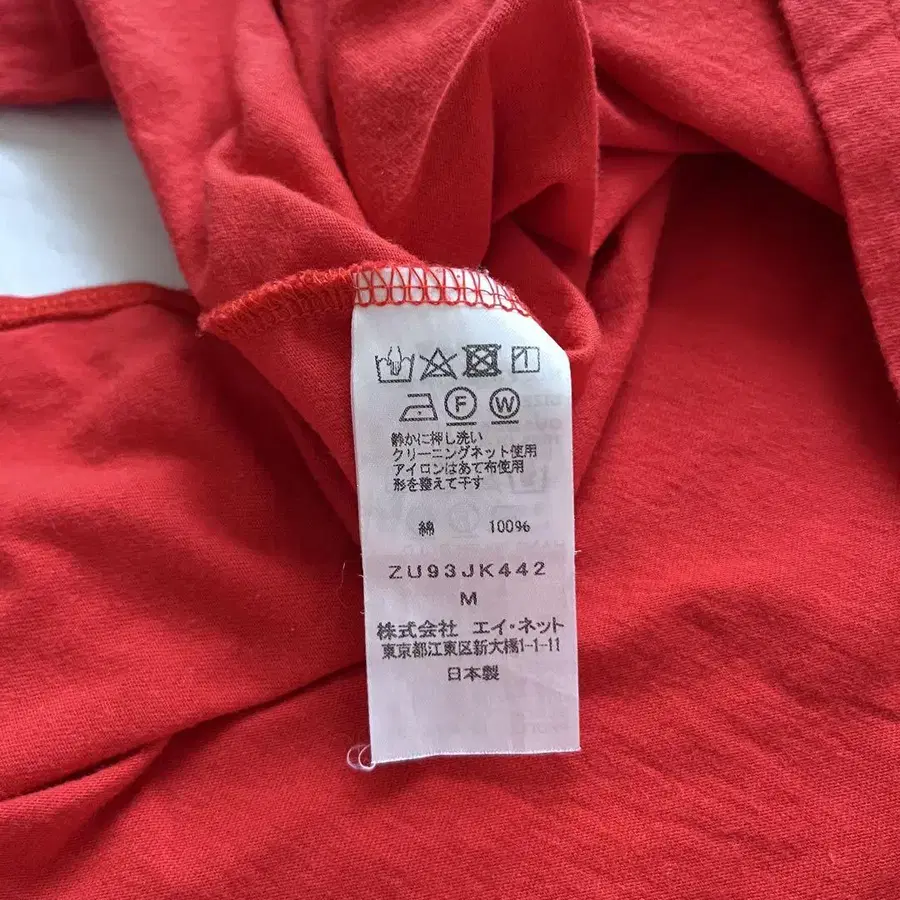 F W
静かに押し洗い
クリーニングネット使用
アイロンはあて布使用
形を整えて干す
綿 100%
ZU93JK442
M
株式会社 エイ・ネット
東京都江東区新大橋1-1-11
日本製